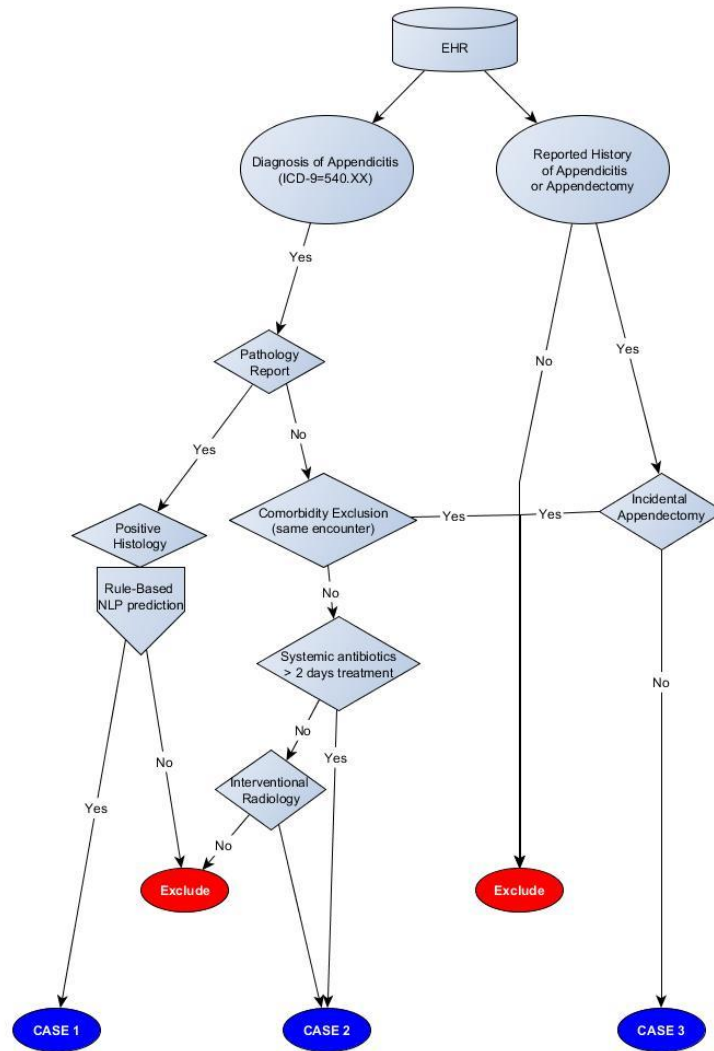 EHR
Diagnosis of Appendicitis
(ICD-9=540.XX)
Reported History
of Appendicitis
or Appendectomy
Yes
Pathology
Report
No
Yes
Yes
No
Positive
Histology
Comorbidity Exclusion
(same encounter)
Yes
Yes
Incidental
Appendectomy
Rule-Based
NLP prediction
No
Systemic antibiotics
> 2 days treatment
No
No
Yes
No
Interventional
Radiology
Yes
No
Exclude
Exclude
CASE 1
CASE 2
CASE 3